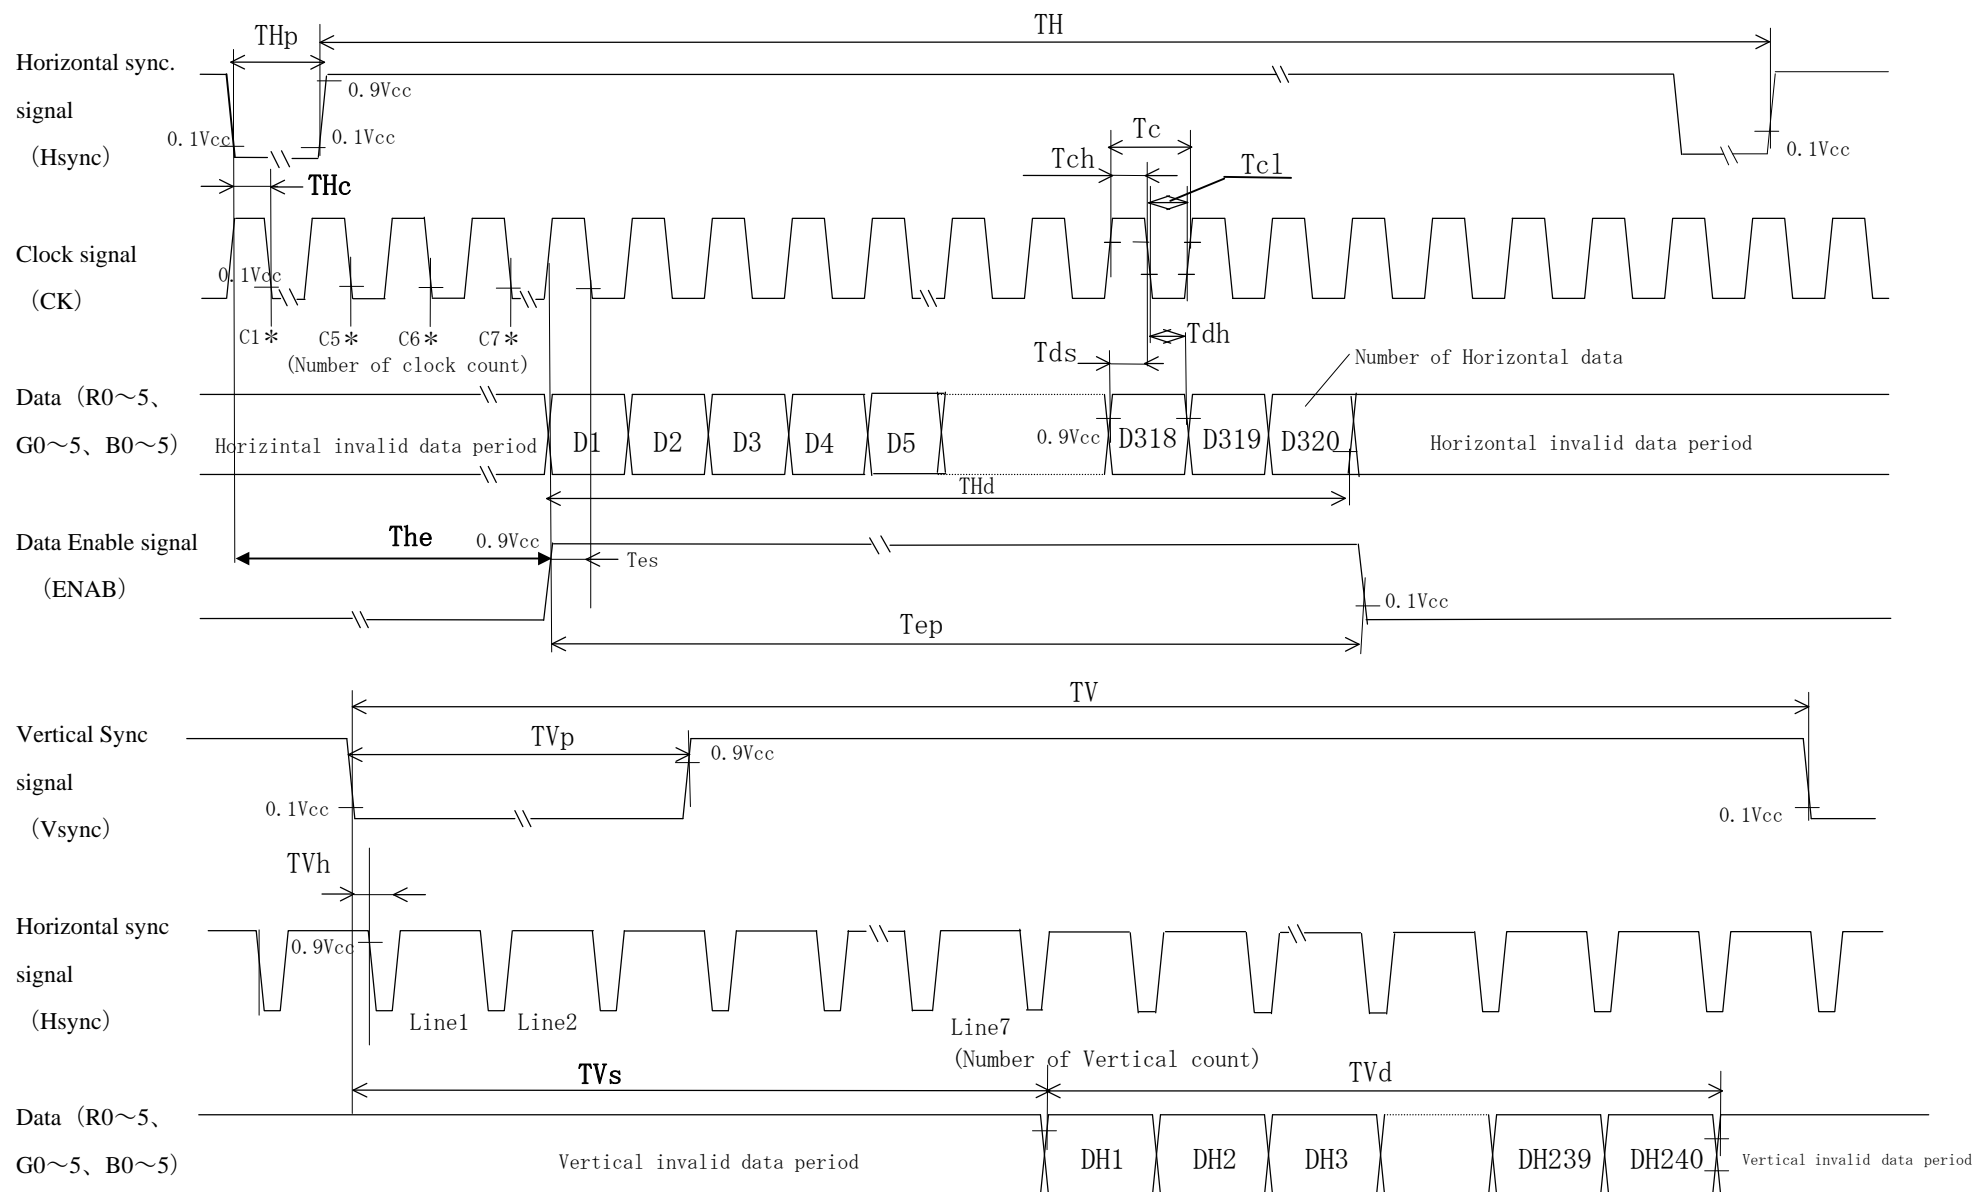 TH
THp
Horizontal sync.
signal
（Hsync）
0.9Vcc
0.1Vcc
0.1Vcc
0.1Vcc
Tc
Tch
Tcl
THc
Clock signal
（CK）
0.1Vcc
C1＊
C5＊
C6＊
C7＊
(Number of clock count)
Tdh
Tds
Number of Horizontal data
Data（R0～5、
G0～5、B0～5）
Horizintal invalid data period
D1
D2
D3
D4
D5
0.9Vcc
D318
D319
D320
Horizontal invalid data period
THd
Data Enable signal
（ENAB）
The
0.9Vcc
Tes
0.1Vcc
Tep
TV
Vertical Sync
signal
（Vsync）
TVp
0.9Vcc
0.1Vcc
0.1Vcc
TVh
Horizontal sync
signal
（Hsync）
0.9Vcc
Line1
Line2
Line7
(Number of Vertical count)
TVs
TVd
Data（R0～5、
G0～5、B0～5）
Vertical invalid data period
DH1
DH2
DH3
DH239
DH240
Vertical invalid data period